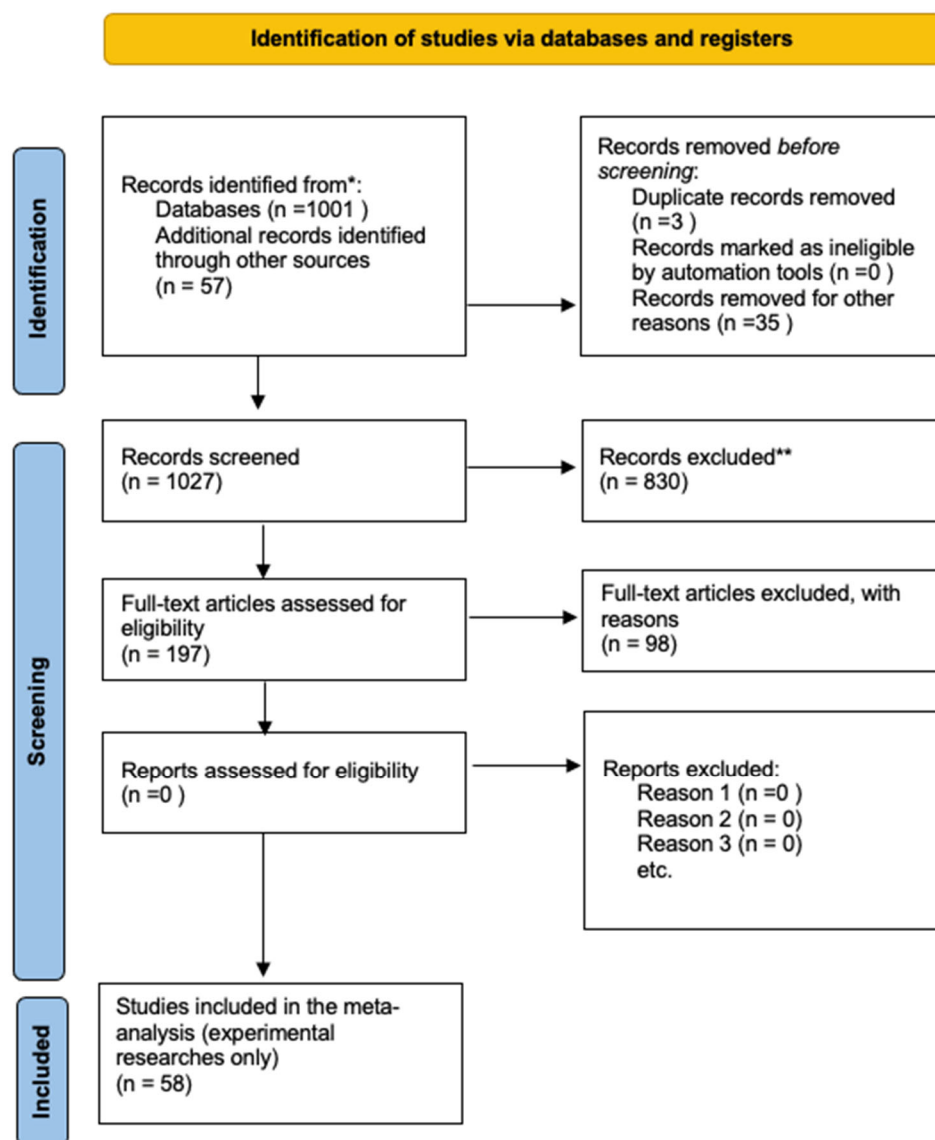 Identification of studies via databases and registers
Identification
Records identified from*:
Databases (n =1001 )
Additional records identified
through other sources
(n = 57)
Records removed before
screening:
Duplicate records removed
(n =3 )
Records marked as ineligible
by automation tools (n =0 )
Records removed for other
reasons (n =35 )
Screening
Records screened
(n = 1027)
Records excluded**
(n = 830)
Full-text articles assessed for
eligibility
(n = 197)
Full-text articles excluded, with
reasons
(n = 98)
Reports assessed for eligibility
(n =0 )
Reports excluded:
Reason 1 (n =0 )
Reason 2 (n = 0)
Reason 3 (n = 0)
etc.
Included
Studies included in the meta-
analysis (experimental
researches only)
(n = 58)